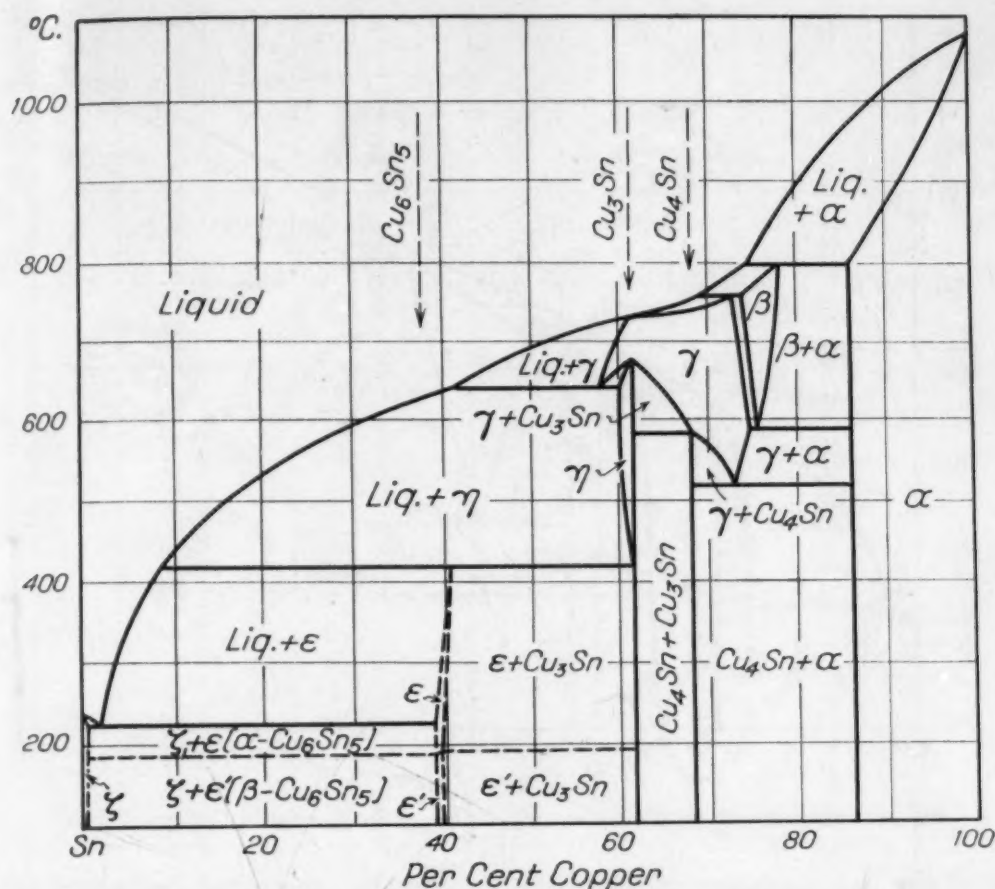 °C.
1000
800
600
400
200
Cu₆Sn₅
Cu₃Sn
Cu₄Sn
Liq.
+ α
Liquid
β
β+α
Liq.+γ
γ
γ+Cu₃Sn
η
γ+α
Liq.+η
γ+Cu₄Sn
α
Cu₄Sn+Cu₃Sn
Liq.+ε
ε+Cu₃Sn
Cu₄Sn+α
ε
ζ+ε[α-Cu₆Sn₅]
ζ
ζ+ε'[β-Cu₆Sn₅]
ε'
ε'+Cu₃Sn
Sn
20
40
60
80
100
Per Cent Copper